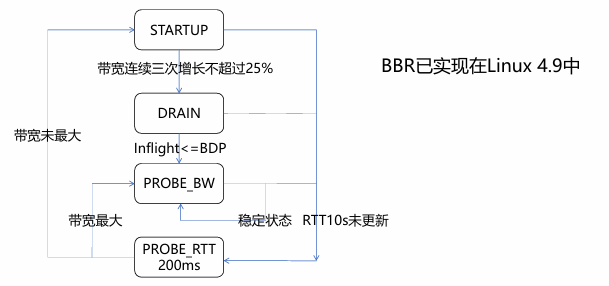 STARTUP
带宽连续三次增长不超过25%
BBR已实现在Linux 4.9中
DRAIN
带宽未最大
Inflight<=BDP
PROBE_BW
带宽最大
稳定状态
RTT10s未更新
PROBE_RTT
200ms